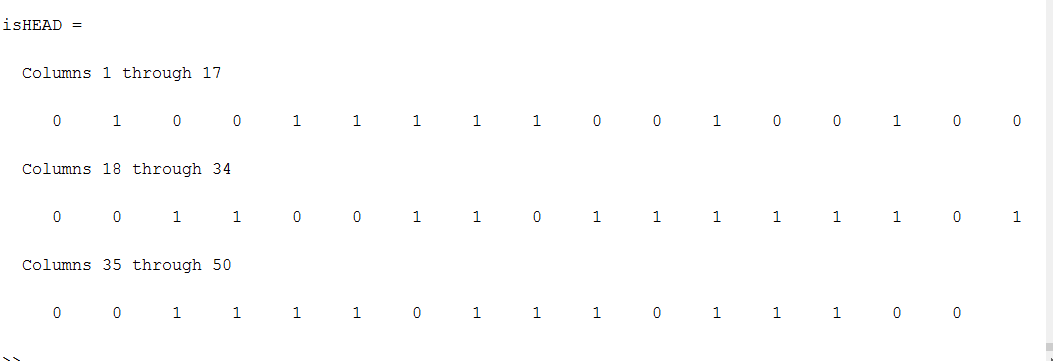 isHEAD =
Columns 1 through 17
0 1 0 0 1 1 1 1 1 0 0 1 0 0 1 0 0
Columns 18 through 34
0 0 1 1 0 0 1 1 0 1 1 1 1 1 1 0 1
Columns 35 through 50
0 0 1 1 1 1 0 1 1 1 0 1 1 1 0 0
>>